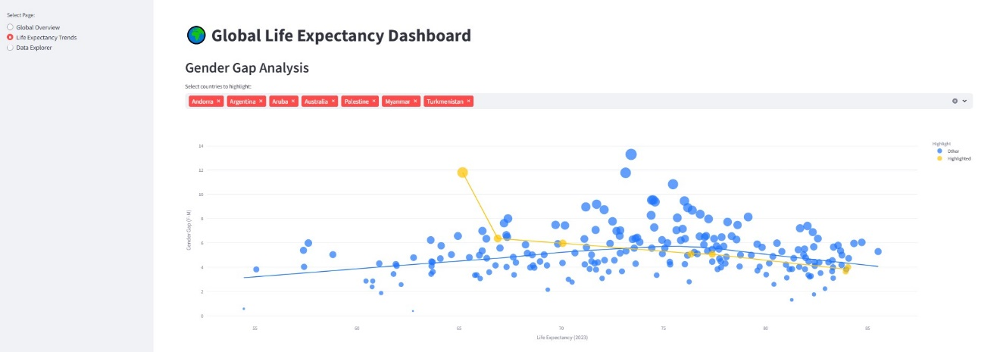 Select Page:
Global Overview
Life Expectancy Trends
Data Explorer
Global Life Expectancy Dashboard
Gender Gap Analysis
Select countries to highlight:
Andorra × Argentina × Aruba × Australia × Palestine × Myanmar × Turkmenistan ×
Highlight
Other
Highlighted
Gender Gap (F-M)
14
12
10
8
6
4
2
0
55 60 65 70 75 80 85
Life Expectancy (2023)